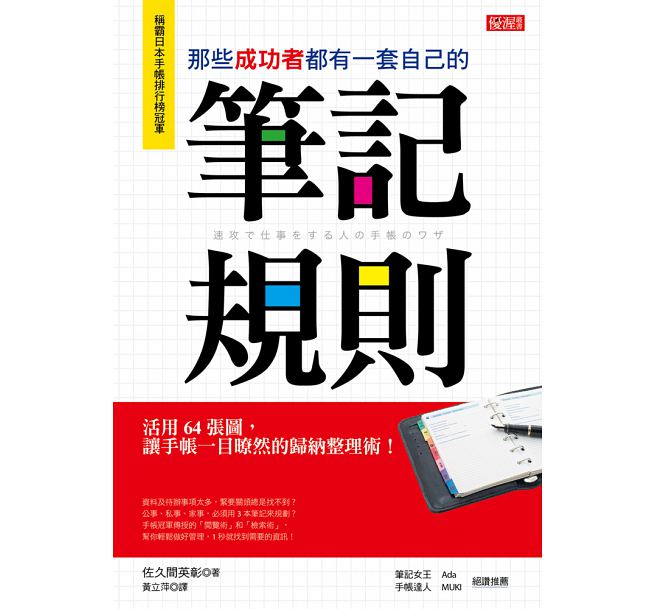 稱霸日本手帳排行榜冠軍
優渥叢書
那些成功者都有一套自己的
筆記
速攻で仕事をする人の手帳のワザ
規則
活用 64 張圖，
讓手帳一目瞭然的歸納整理術！
資料及待辦事項太多，緊要關頭總是找不到？
公事、私事、家事，必須用 3 本筆記來規劃？
手帳冠軍傳授的「閱覽術」和「檢索術」，
幫你輕鬆做好管理，1 秒就找到需要的資訊！
佐久間英彰◎著
黃立萍◎譯
筆記女王 Ada
手帳達人 MUKI
絕讚推薦